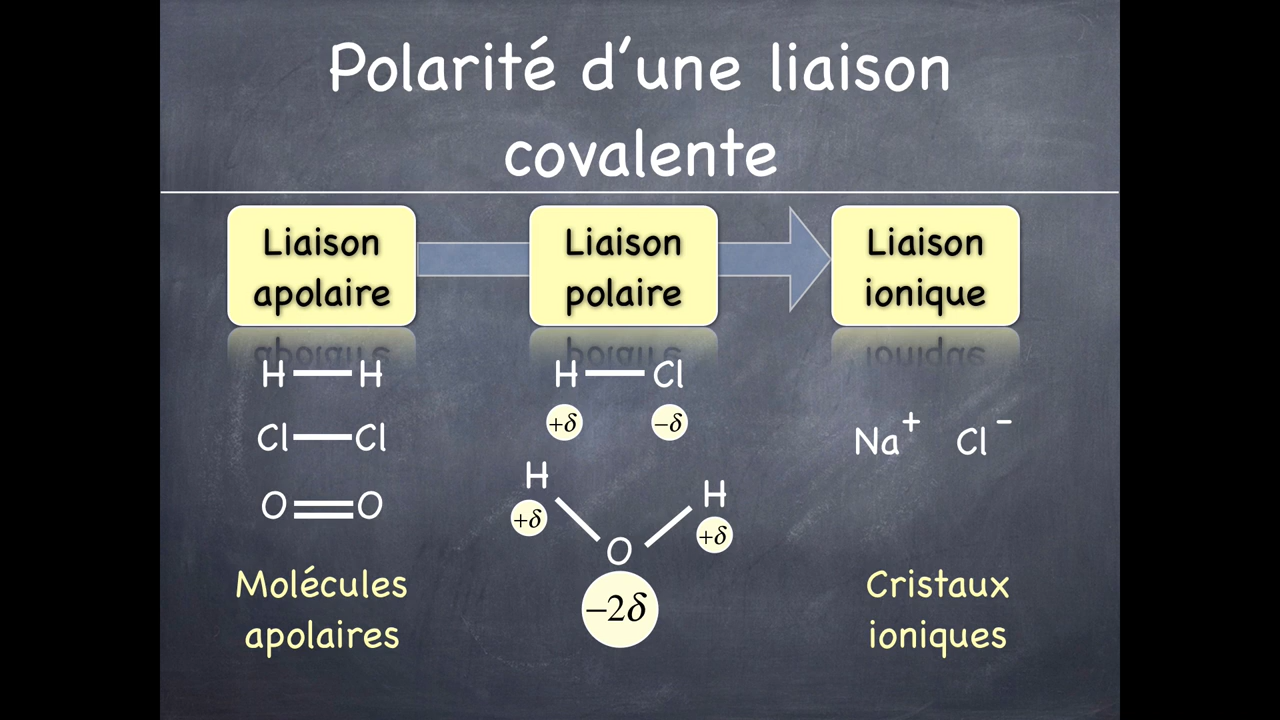 Polarité d'une liaison
covalente
Liaison
apolaire
Liaison
polaire
Liaison
ionique
H H
Cl Cl
O O
Molécules
apolaires
H Cl
+δ −δ
H H
+δ +δ
O
−2δ
Na+ Cl−
Cristaux
ioniques